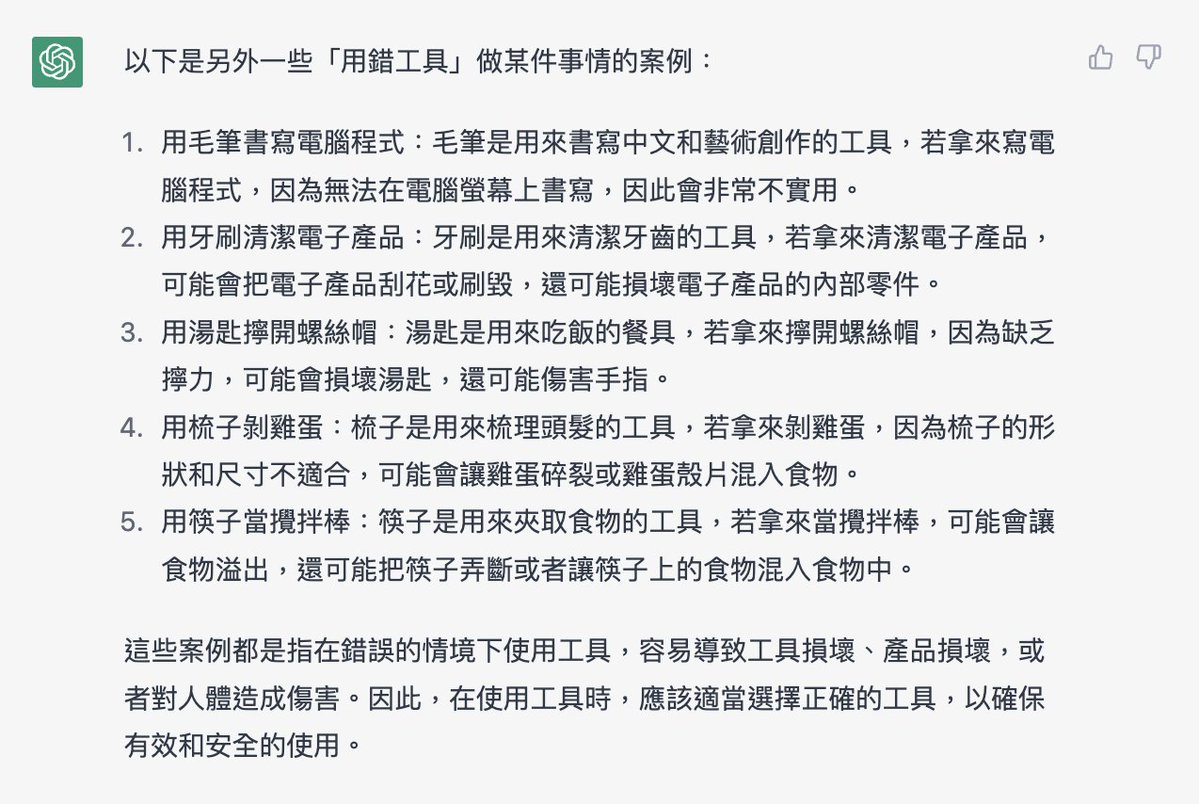 以下是另外一些「用錯工具」做某件事情的案例：
1. 用毛筆書寫電腦程式：毛筆是用來書寫中文和藝術創作的工具，若拿來寫電
腦程式，因為無法在電腦螢幕上書寫，因此會非常不實用。
2. 用牙刷清潔電子產品：牙刷是用來清潔牙齒的工具，若拿來清潔電子產品，
可能會把電子產品刮花或刷毀，還可能損壞電子產品的內部零件。
3. 用湯匙擰開螺絲帽：湯匙是用來吃飯的餐具，若拿來擰開螺絲帽，因為缺乏
擰力，可能會損壞湯匙，還可能傷害手指。
4. 用梳子剝雞蛋：梳子是用來梳理頭髮的工具，若拿來剝雞蛋，因為梳子的形
狀和尺寸不適合，可能會讓雞蛋碎裂或雞蛋殼片混入食物。
5. 用筷子當攪拌棒：筷子是用來夾取食物的工具，若拿來當攪拌棒，可能會讓
食物溢出，還可能把筷子弄斷或者讓筷子上的食物混入食物中。
這些案例都是指在錯誤的情境下使用工具，容易導致工具損壞、產品損壞，或
者對人體造成傷害。因此，在使用工具時，應該適當選擇正確的工具，以確保
有效和安全的使用。